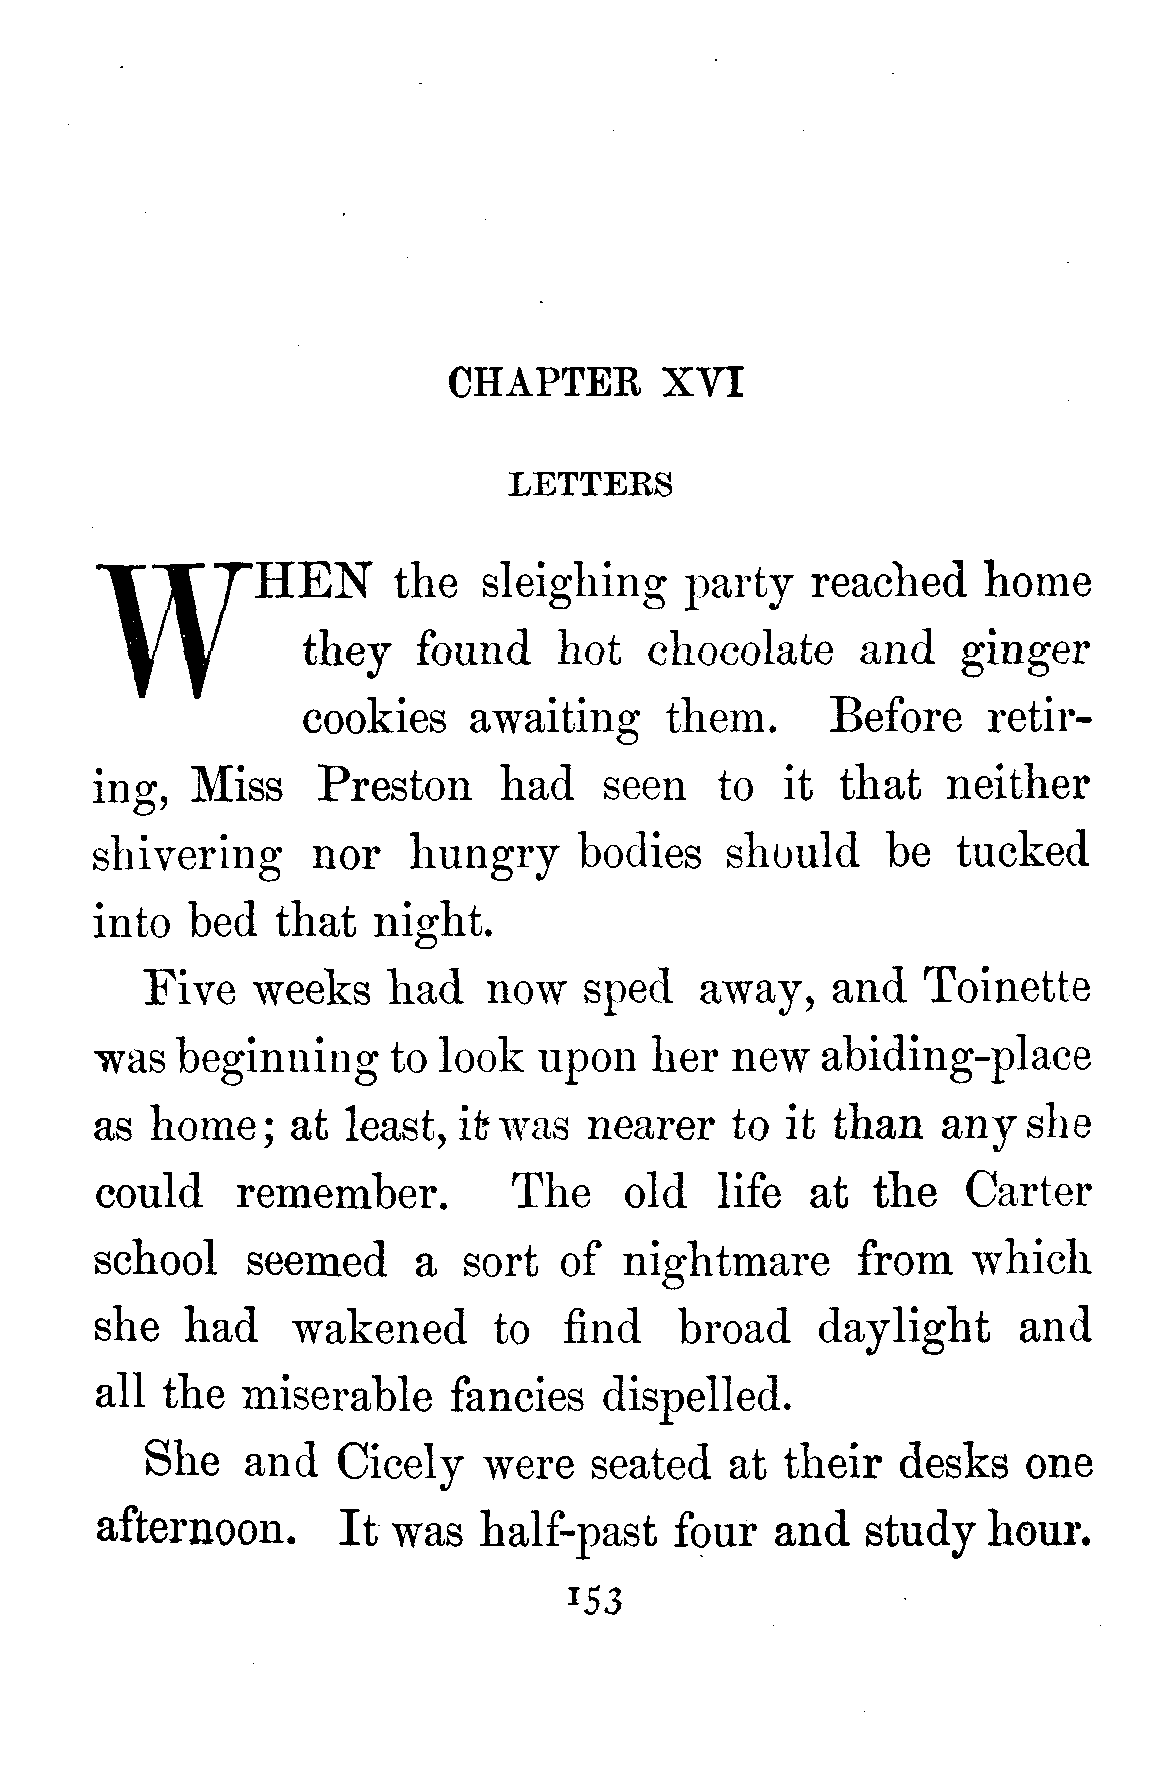 CHAPTER XVI
LETTERS
WHEN the sleighing party reached home
they found hot chocolate and ginger
cookies awaiting them. Before retir-
ing, Miss Preston had seen to it that neither
shivering nor hungry bodies should be tucked
into bed that night.
Five weeks had now sped away, and Toinette
was beginning to look upon her new abiding-place
as home; at least, it was nearer to it than any she
could remember. The old life at the Carter
school seemed a sort of nightmare from which
she had wakened to find broad daylight and
all the miserable fancies dispelled.
She and Cicely were seated at their desks one
afternoon. It was half-past four and study hour.
153